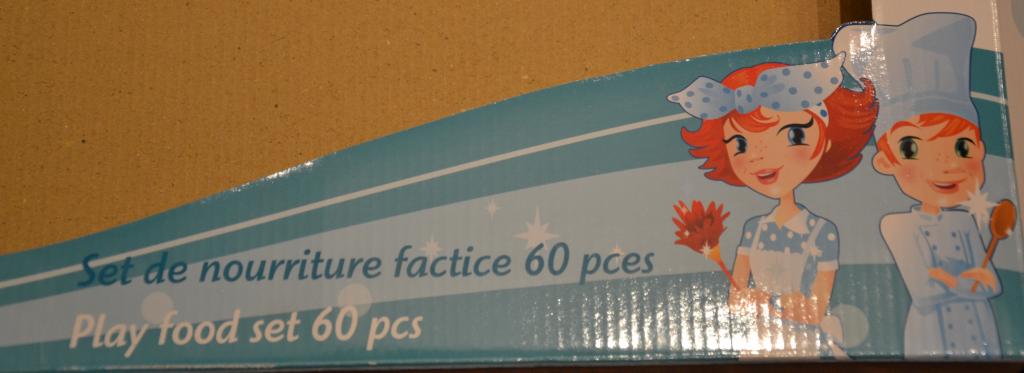 Set de nourriture factice 60 pces
Play food set 60 pcs